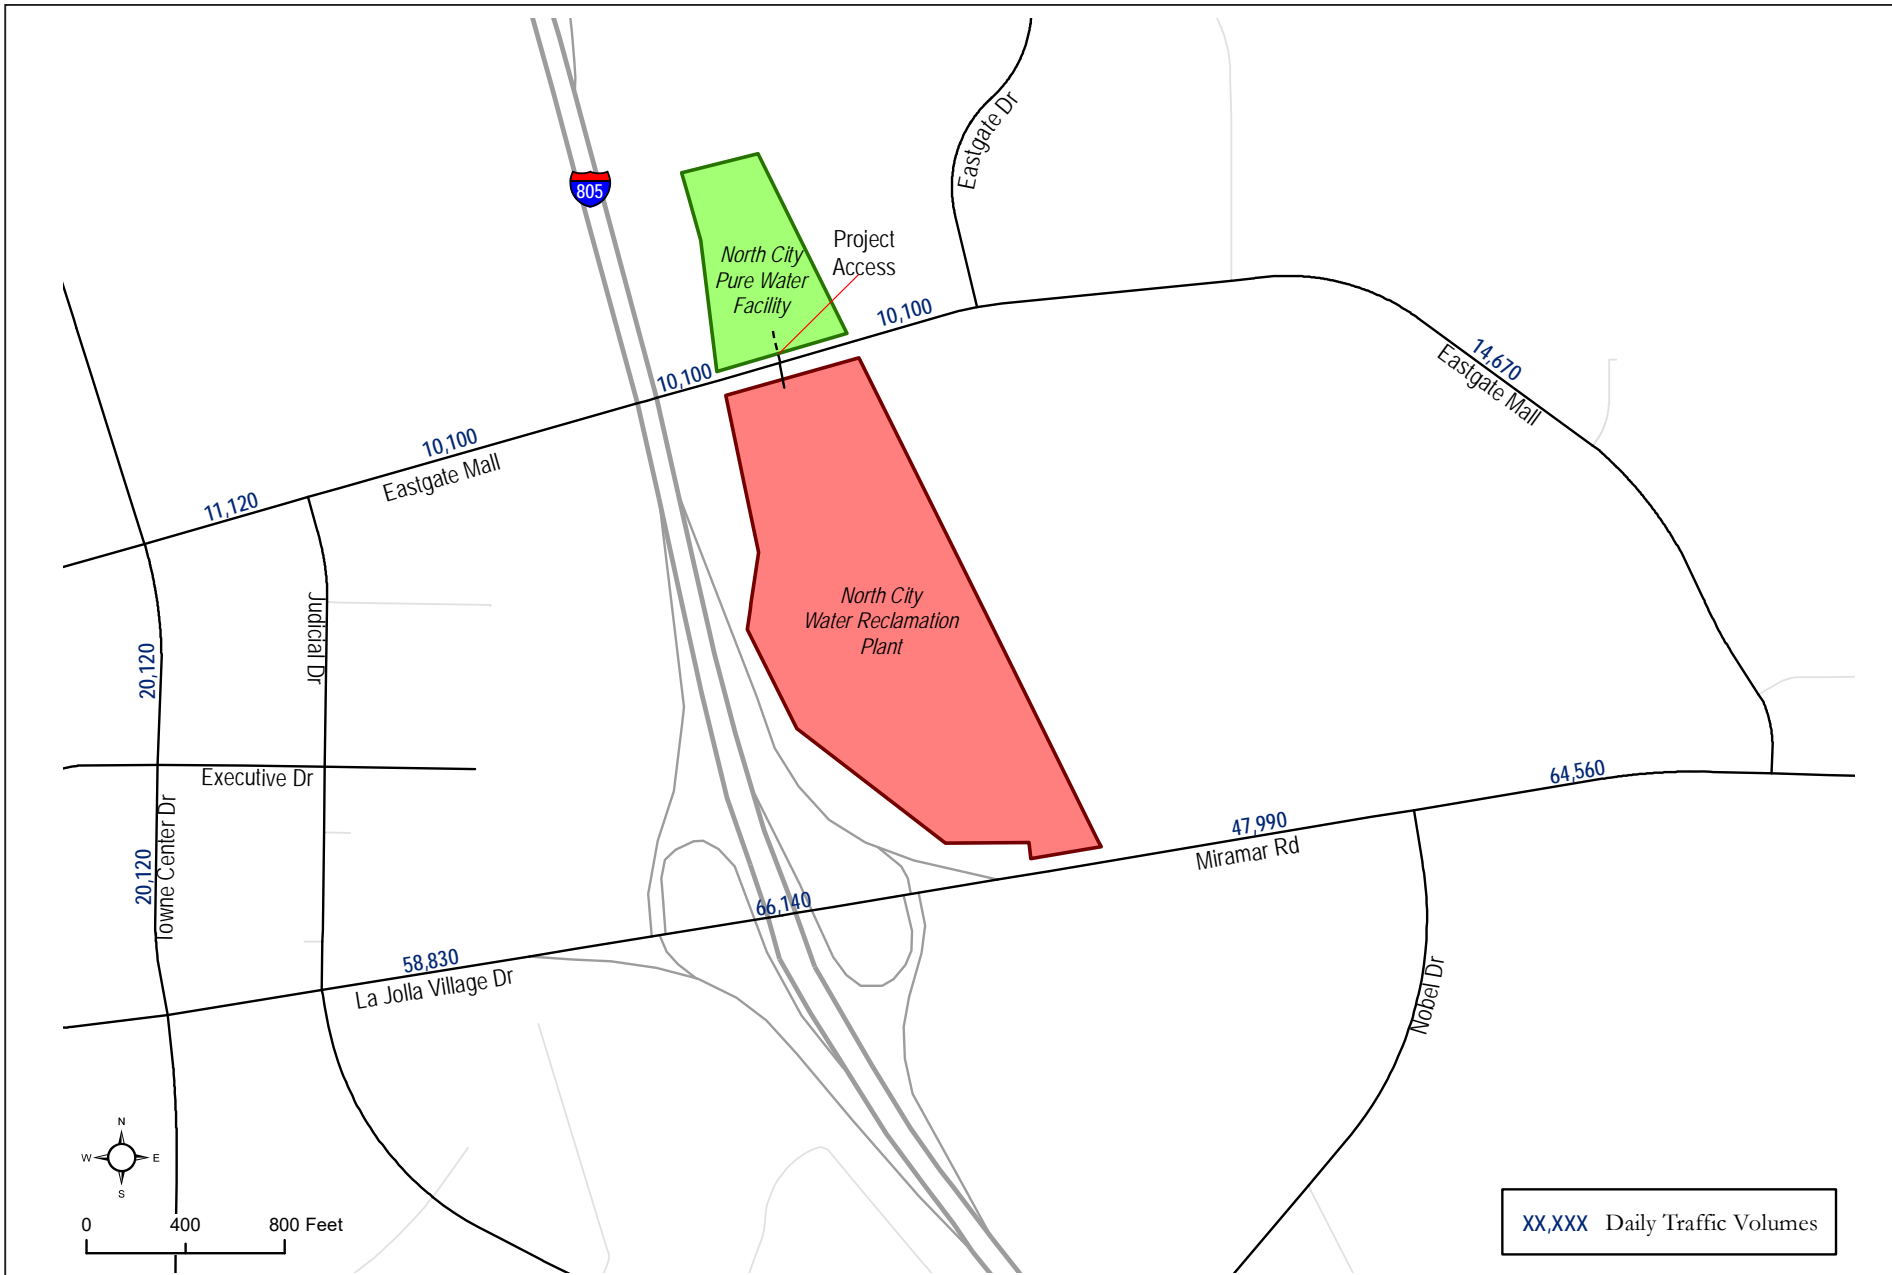 805
Eastgate Dr
North City
Pure Water
Facility
Project
Access
10,100
10,100
10,100
11,120
Eastgate Mall
14,670
Eastgate Mall
North City
Water Reclamation
Plant
Judicial Dr
20,120
Executive Dr
Towne Center Dr
20,120
64,560
47,990
Miramar Rd
66,140
58,830
La Jolla Village Dr
Nobel Dr
N
W
E
S
0 400 800 Feet
XX,XXX Daily Traffic Volumes